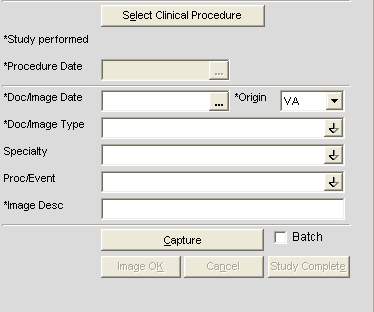 Select Clinical Procedure
*Study performed
*Procedure Date ...
*Doc/Image Date ... *Origin VA
*Doc/Image Type
Specialty
Proc/Event
*Image Desc
Capture Batch
Image OK Cancel Study Complete